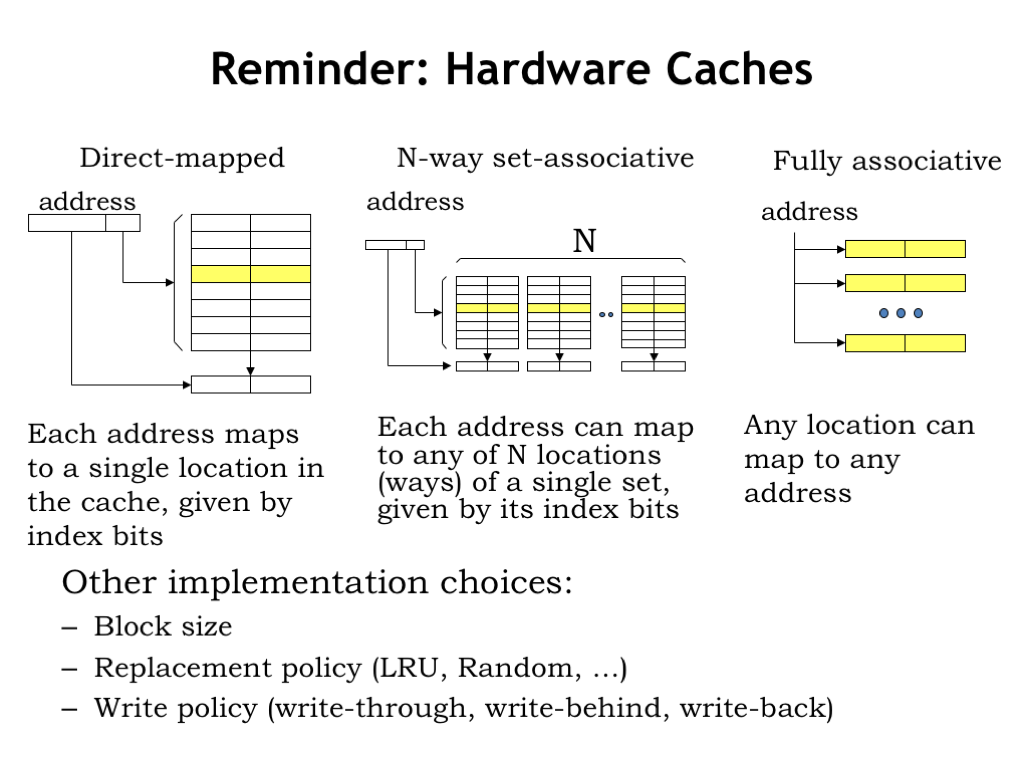 Reminder: Hardware Caches
Direct-mapped
address
Each address maps
to a single location in
the cache, given by
index bits
N-way set-associative
address
N
Each address can map
to any of N locations
(ways) of a single set,
given by its index bits
Fully associative
address
Any location can
map to any
address
Other implementation choices:
– Block size
– Replacement policy (LRU, Random, …)
– Write policy (write-through, write-behind, write-back)